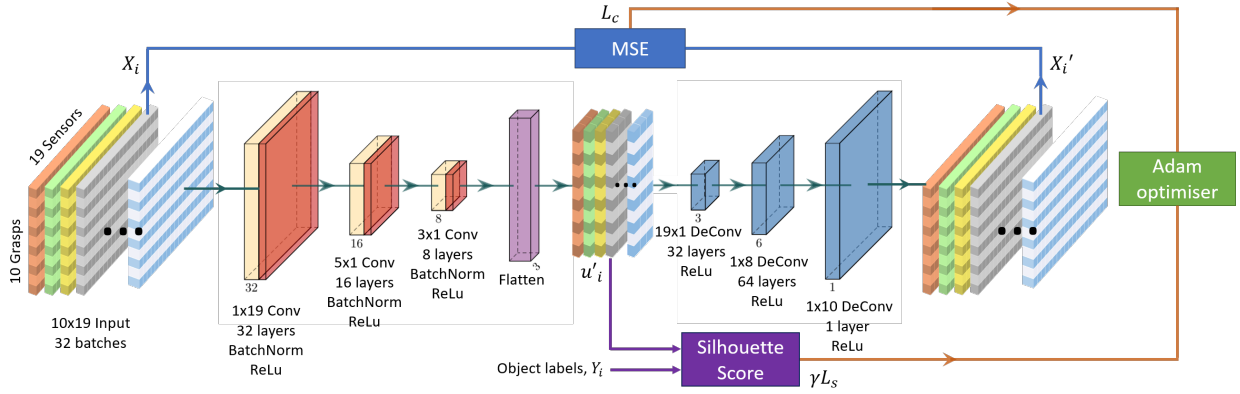 L_c
MSE
X_i
X_i'
19 Sensors
10 Grasps
10x19 Input
32 batches
32
1x19 Conv
32 layers
BatchNorm
ReLu
16
5x1 Conv
16 layers
BatchNorm
ReLu
8
3x1 Conv
8 layers
BatchNorm
ReLu
3
Flatten
u'_i
3
19x1 DeConv
32 layers
ReLu
6
1x8 DeConv
64 layers
ReLu
1
1x10 DeConv
1 layer
ReLu
Adam
optimiser
Silhouette
Score
Object labels, Y_i
γL_s